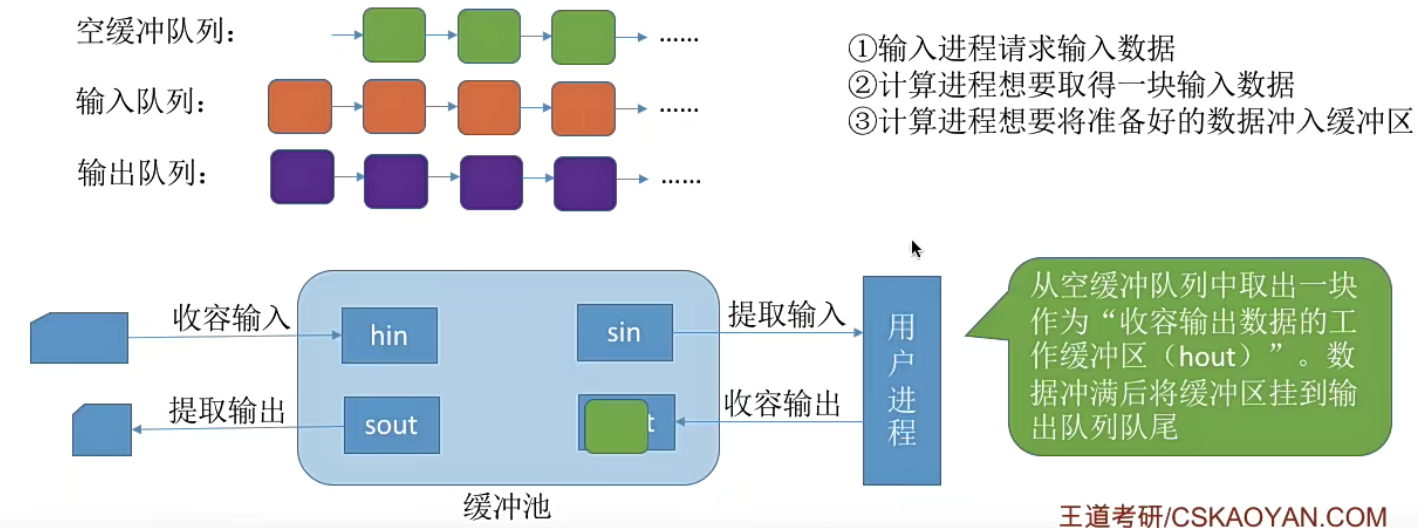 空缓冲队列：
……
①输入进程请求输入数据
输入队列：
……
②计算进程想要取得一块输入数据
③计算进程想要将准备好的数据冲入缓冲区
输出队列：
……
收容输入
hin
sin
提取输入
提取输出
sout
t
收容输出
用户进程
从空缓冲队列中取出一块
作为“收容输出数据的工
作缓冲区（hout）”。数
据冲满后将缓冲区挂到输
出队列队尾
缓冲池
王道考研/CSKAOYAN.COM